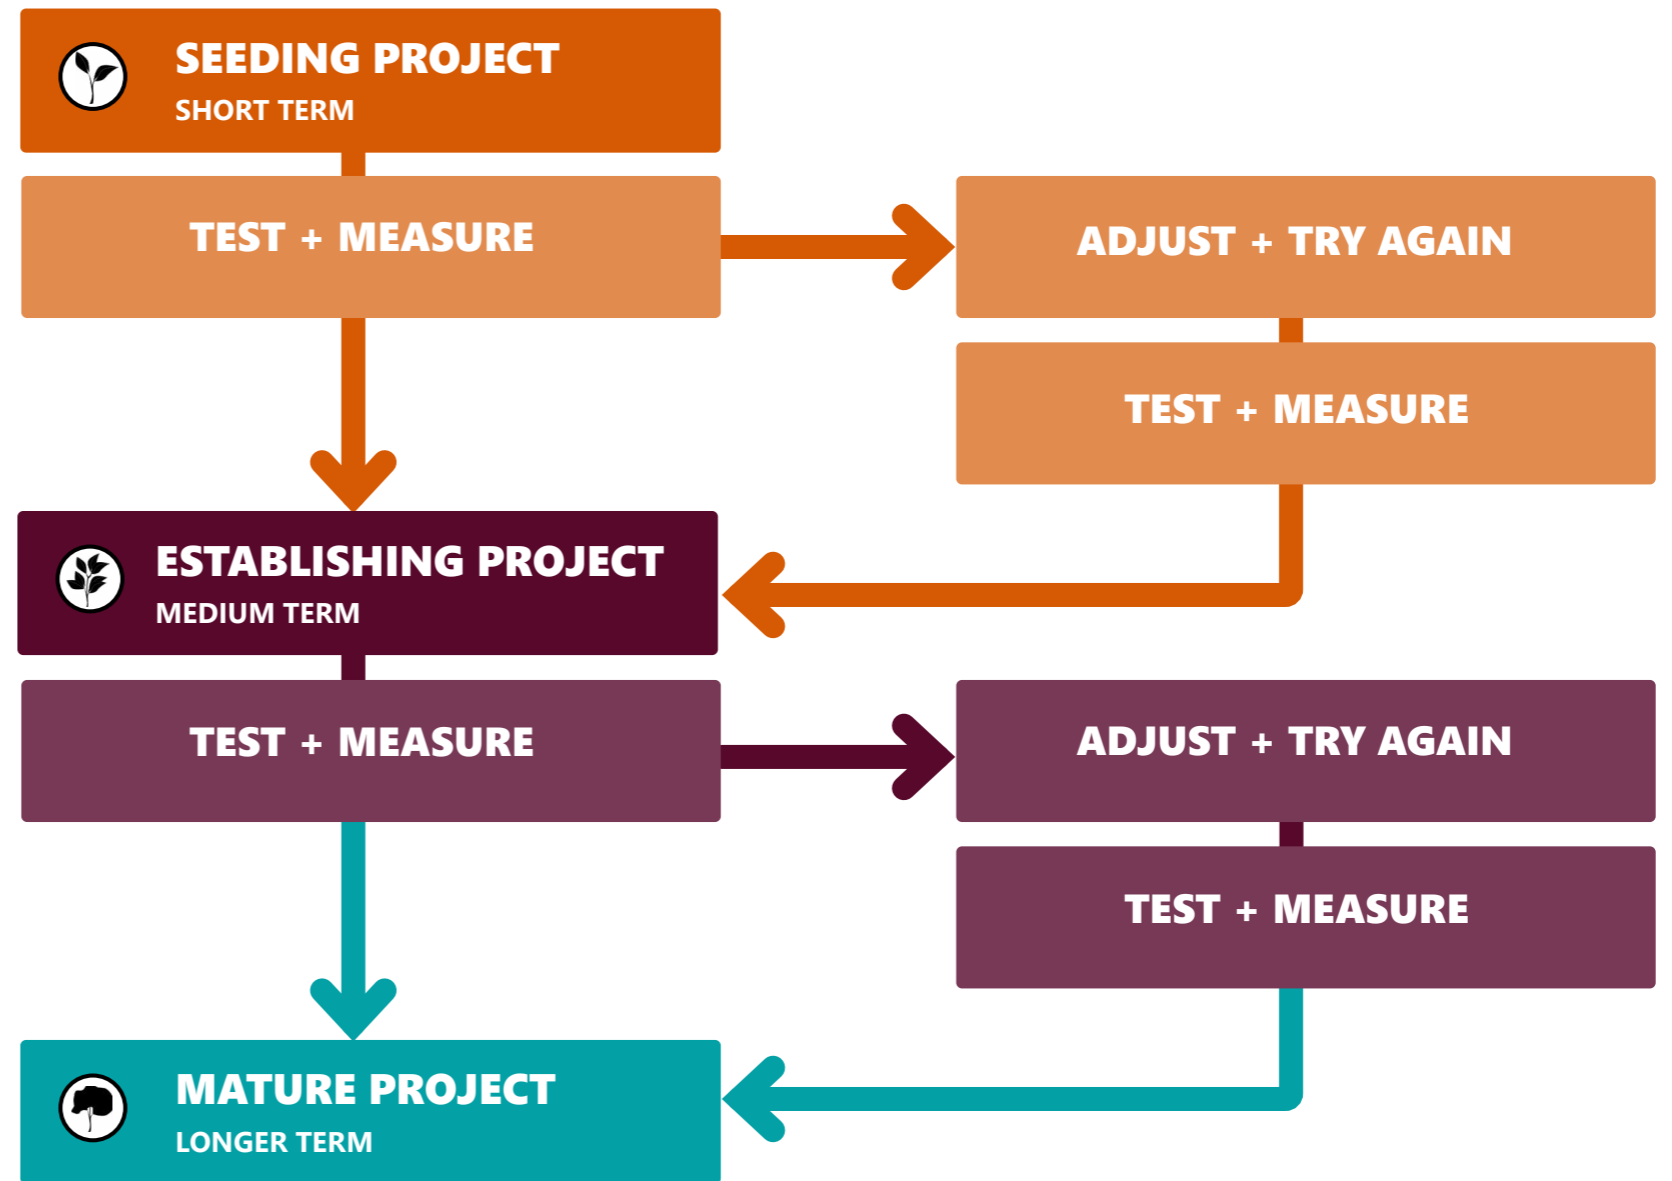 SEEDING PROJECT
SHORT TERM
TEST + MEASURE
ADJUST + TRY AGAIN
TEST + MEASURE
ESTABLISHING PROJECT
MEDIUM TERM
TEST + MEASURE
ADJUST + TRY AGAIN
TEST + MEASURE
MATURE PROJECT
LONGER TERM